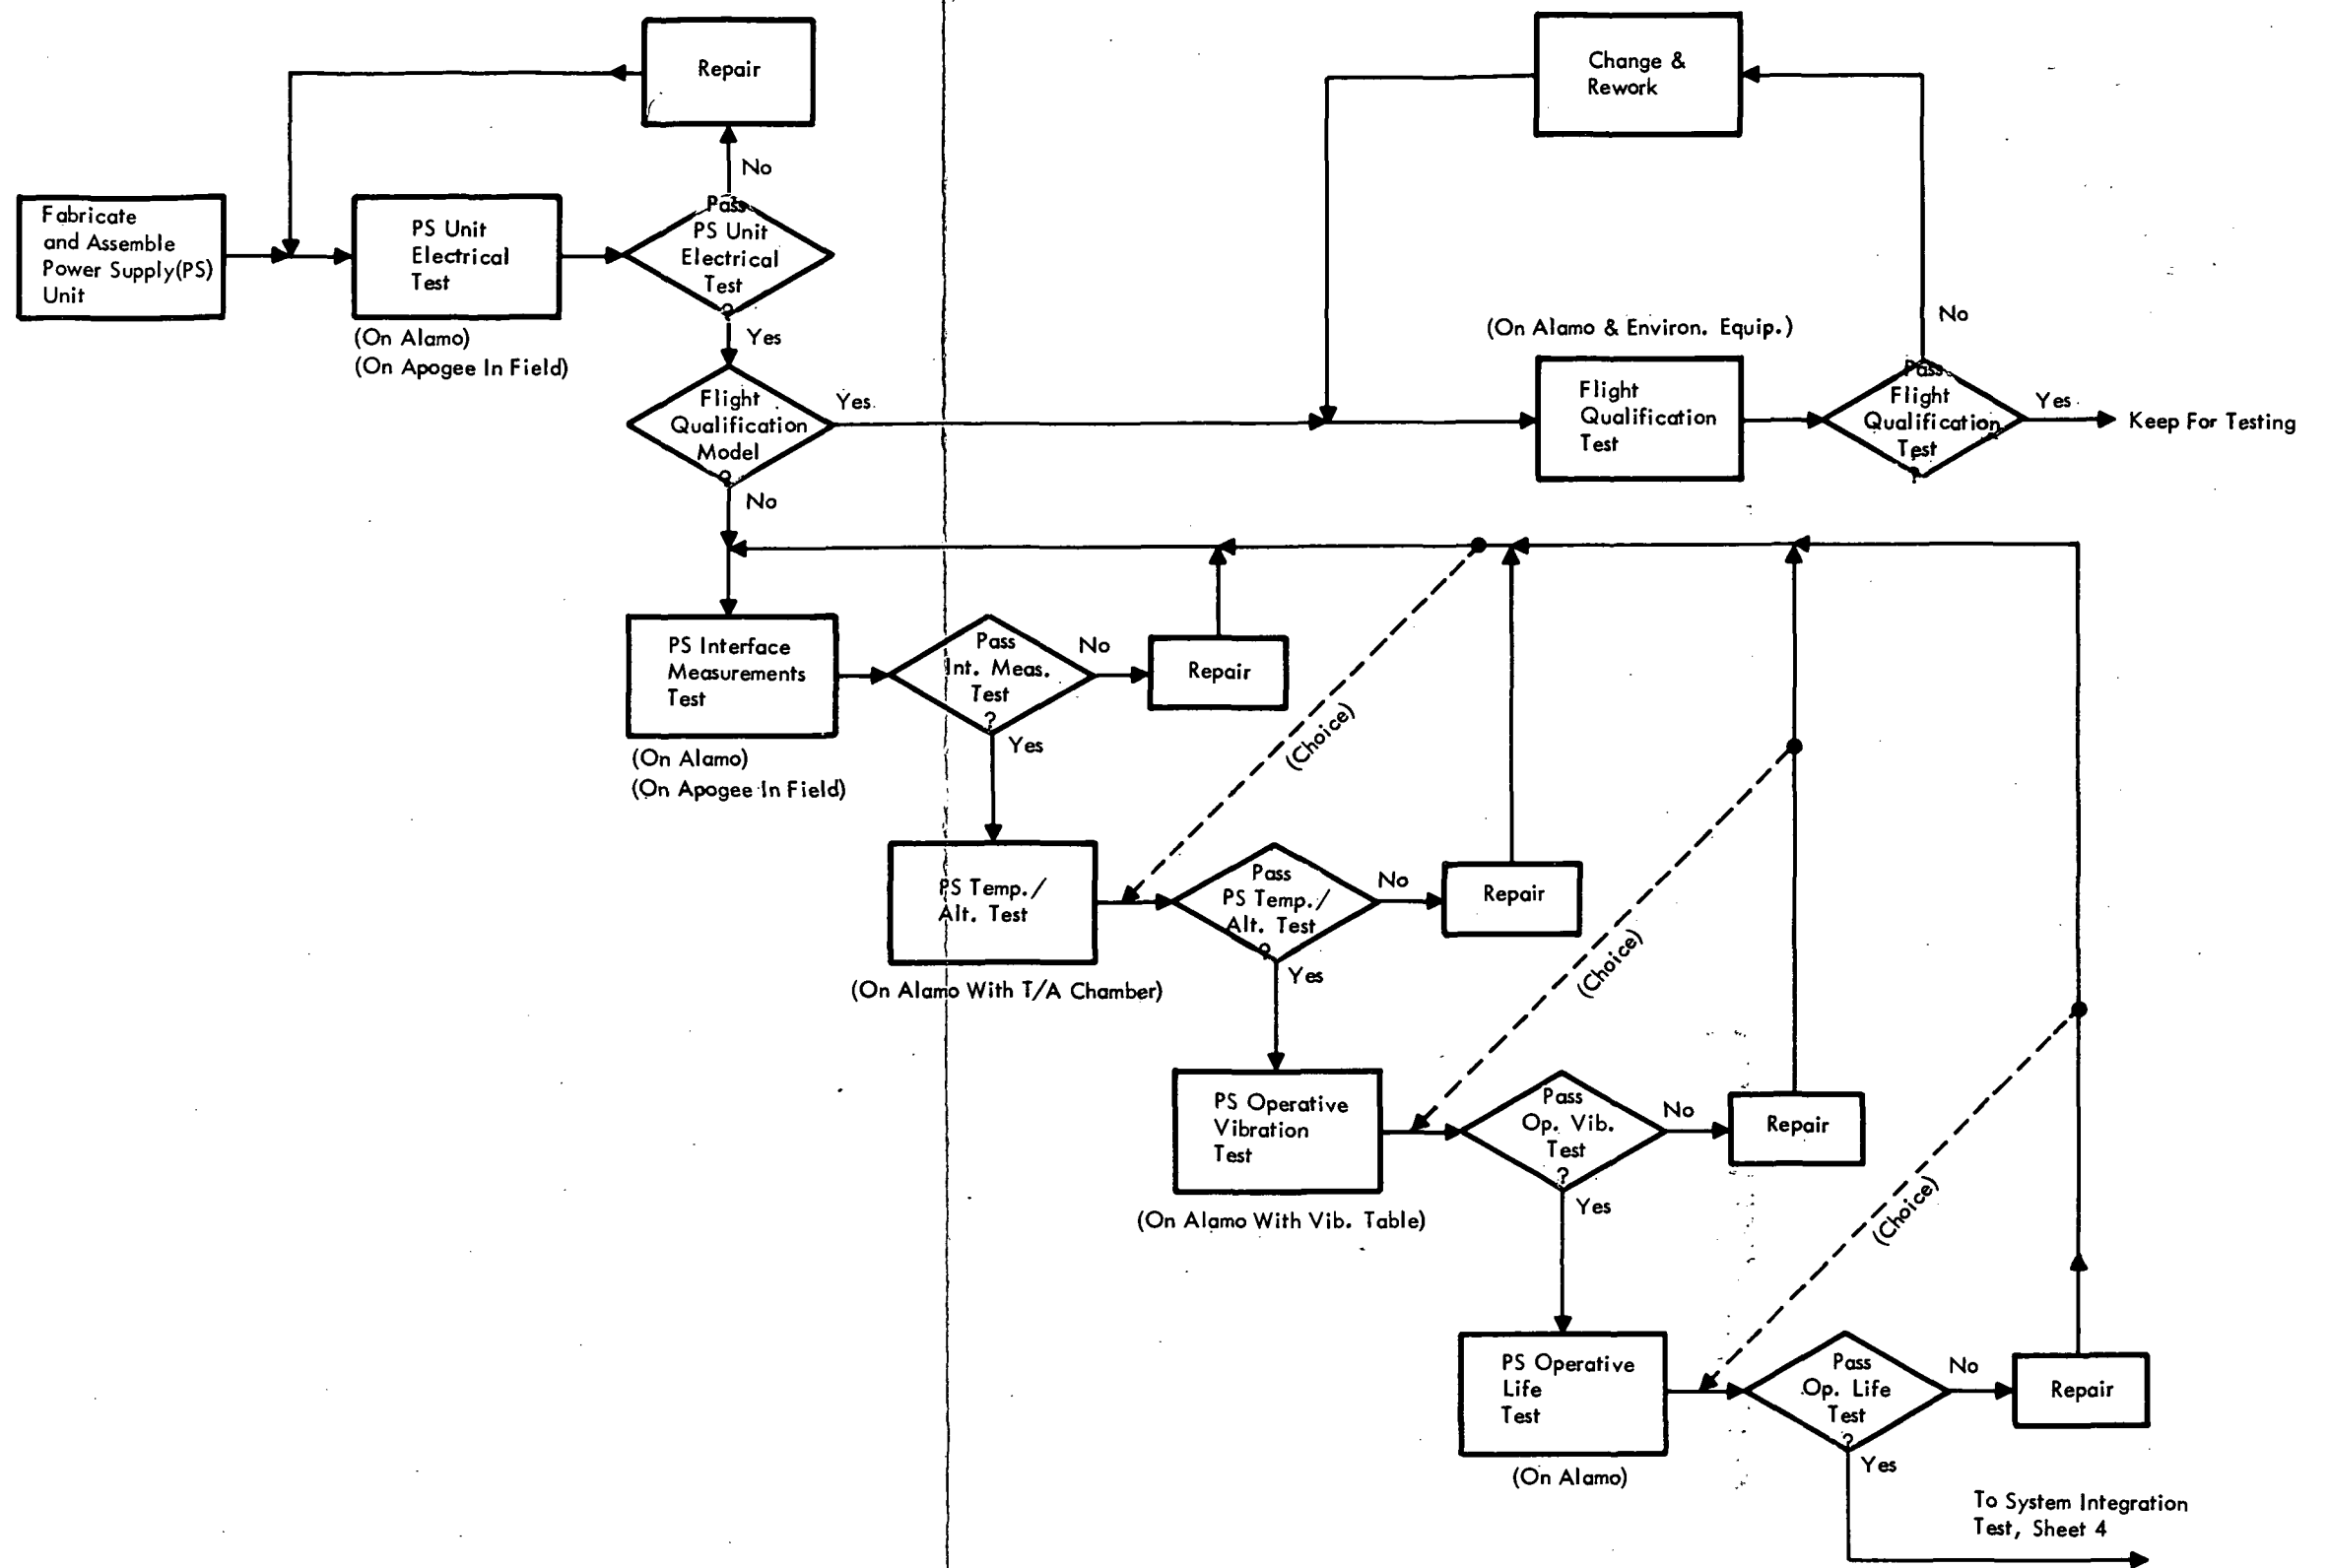 Repair
No
Fabricate
and Assemble
Power Supply(PS)
Unit
PS Unit
Electrical
Test
(On Alamo)
(On Apogee In Field)
Pass
PS Unit
Electrical
Test
?
Yes
Flight
Qualification
Model
?
Yes
No
Change &
Rework
(On Alamo & Environ. Equip.)
Flight
Qualification
Test
No
Pass
Flight
Qualification
Test
?
Yes
Keep For Testing
PS Interface
Measurements
Test
(On Alamo)
(On Apogee In Field)
Pass
Int. Meas.
Test
?
No
Repair
Yes
(Choice)
PS Temp./
Alt. Test
(On Alamo With T/A Chamber)
Pass
PS Temp./
Alt. Test
?
No
Repair
Yes
(Choice)
PS Operative
Vibration
Test
(On Alamo With Vib. Table)
Pass
Op. Vib.
Test
?
No
Repair
Yes
(Choice)
PS Operative
Life
Test
(On Alamo)
Pass
Op. Life
Test
?
No
Repair
Yes
To System Integration
Test, Sheet 4